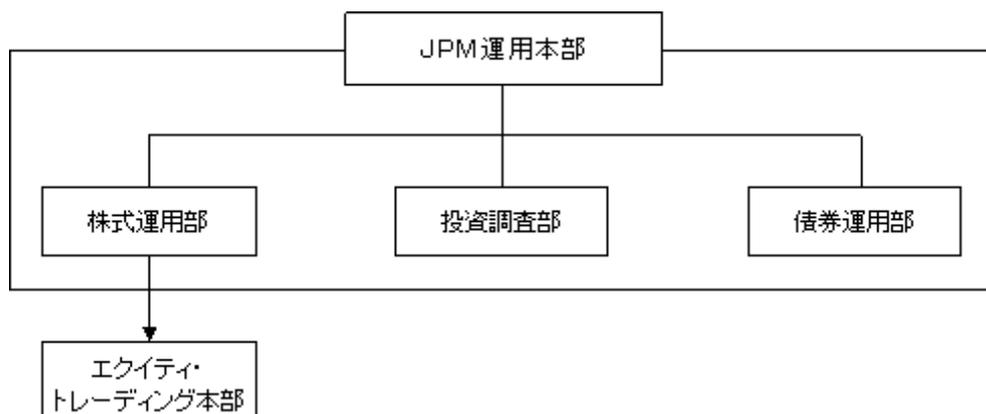 JPM運用本部
株式運用部
投資調査部
債券運用部
エクイティ・
トレーディング本部